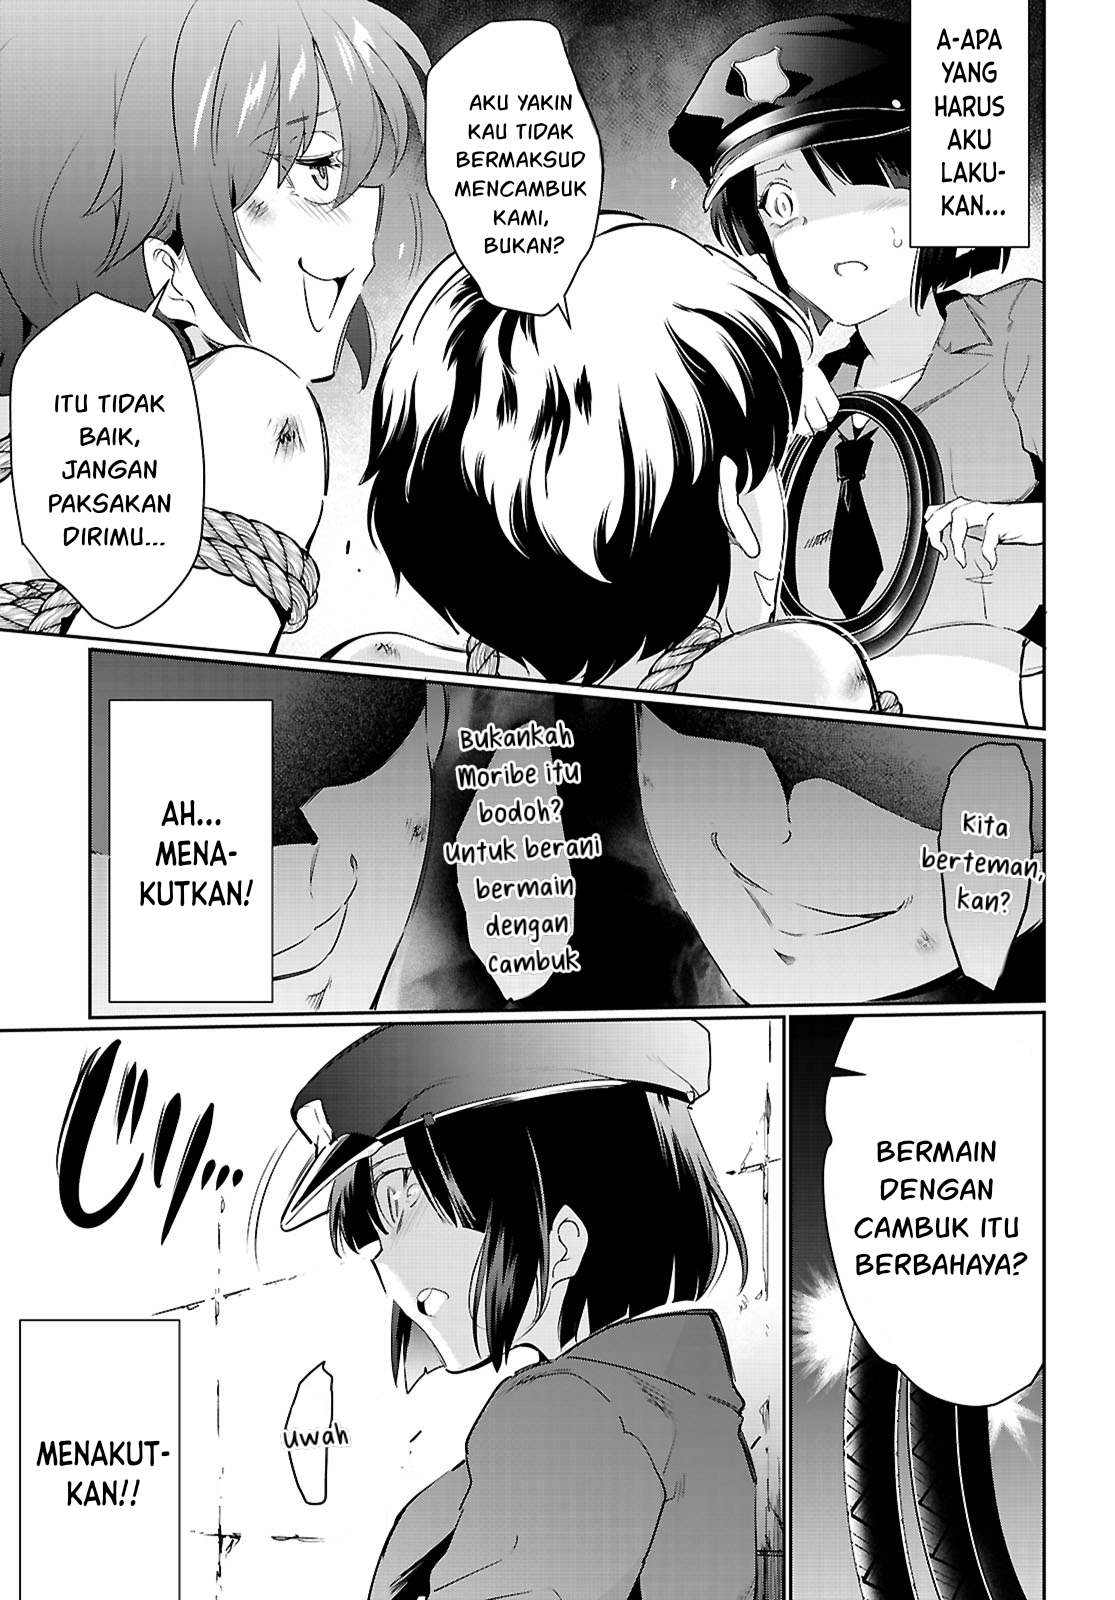 A-APA
YANG
HARUS
AKU
LAKU-
KAN...
AKU YAKIN
KAU TIDAK
BERMAKSUD
MENCAMBUK
KAMI,
BUKAN?
ITU TIDAK
BAIK,
JANGAN
PAKSAKAN
DIRIMU...
Kita
berteman,
kan?
Bukankah
Moribe itu
bodoh?
Untuk berani
bermain
dengan
cambuk
AH...
MENA-
KUTKAN!
BERMAIN
DENGAN
CAMBUK ITU
BERBAHAYA?
じり...
Uwah
MENAKUT-
KAN!!